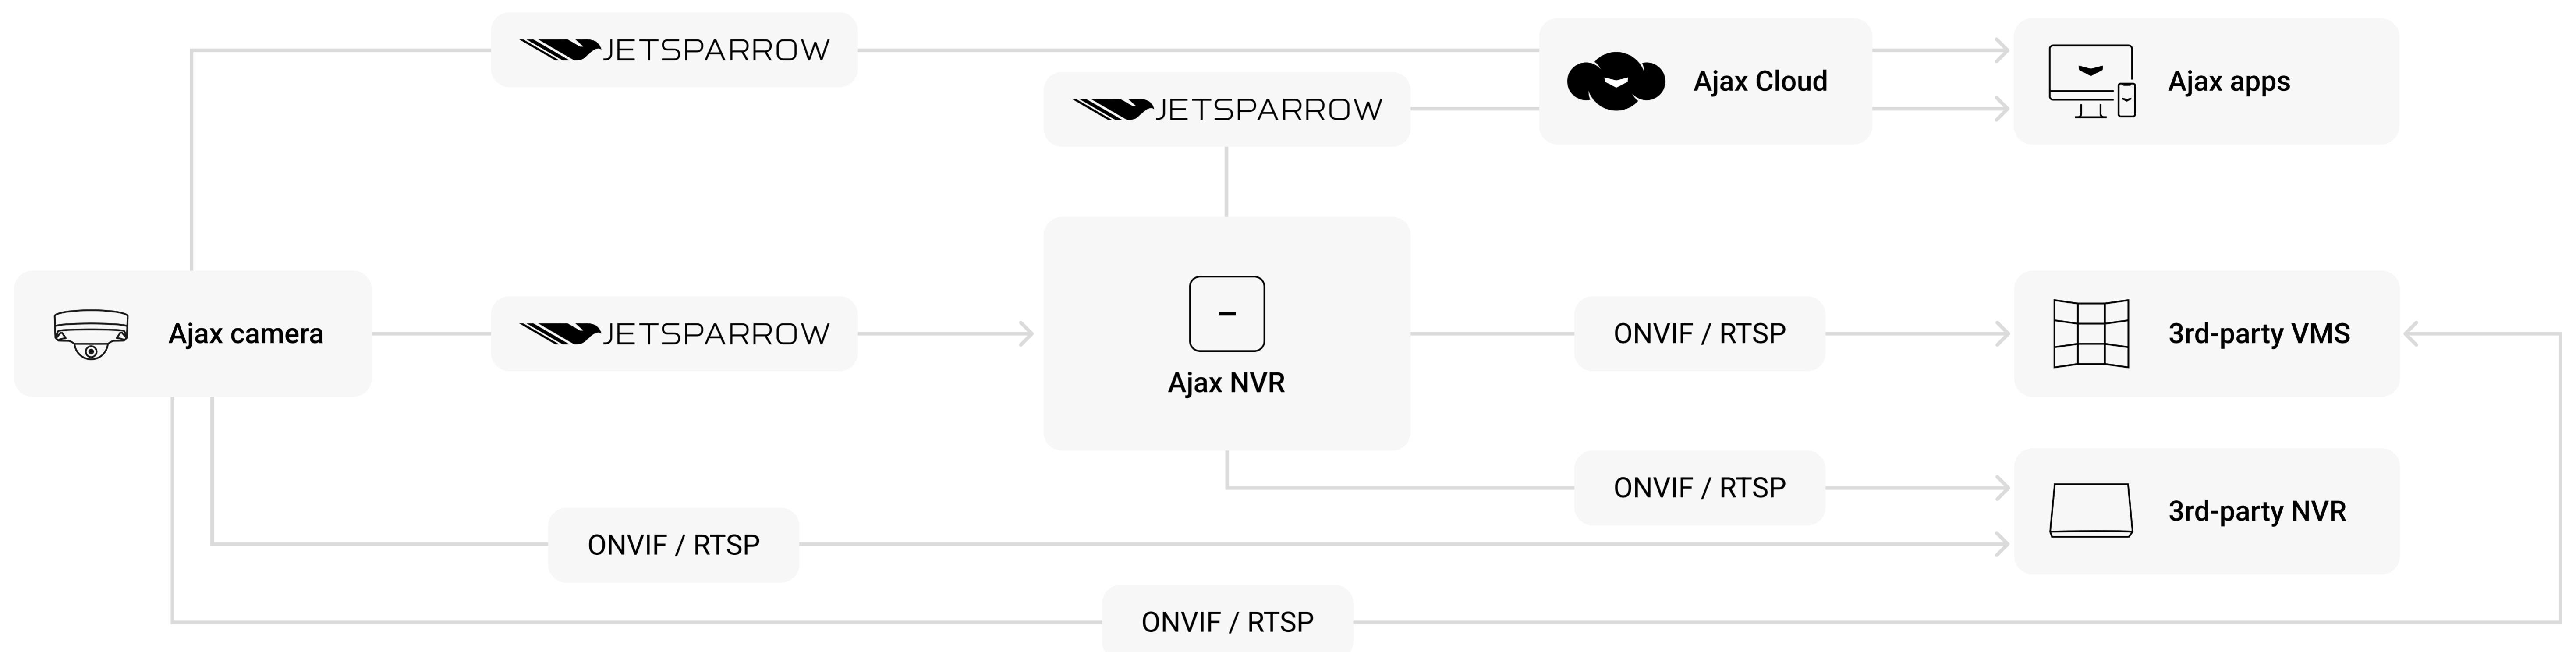 JETSPARROW
JETSPARROW
Ajax Cloud
Ajax apps
Ajax camera
JETSPARROW
Ajax NVR
ONVIF / RTSP
3rd-party VMS
ONVIF / RTSP
3rd-party NVR
ONVIF / RTSP
ONVIF / RTSP